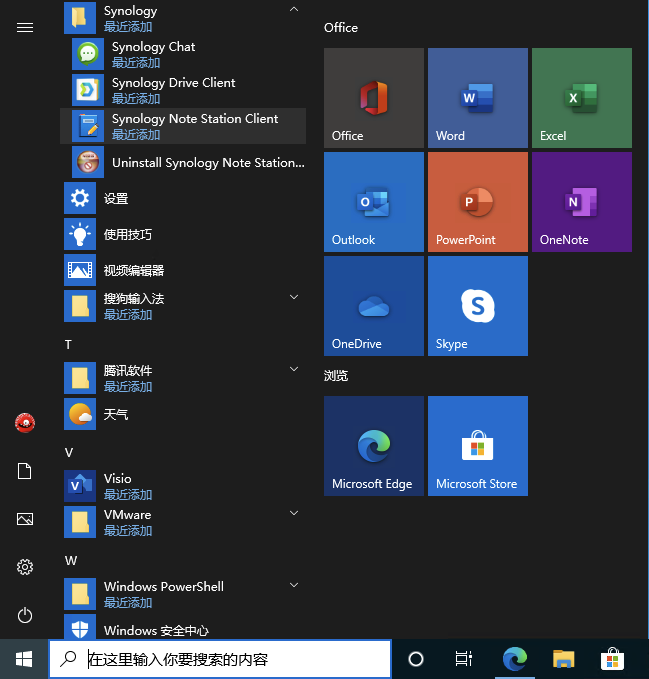 Synology
最近添加
Synology Chat
最近添加
Synology Drive Client
最近添加
Synology Note Station Client
最近添加
Uninstall Synology Note Station...
设置
使用技巧
视频编辑器
搜狗输入法
最近添加
T
腾讯软件
最近添加
天气
V
Visio
最近添加
VMware
最近添加
W
Windows PowerShell
最近添加
Windows 安全中心
Office
Office
Word
Excel
Outlook
PowerPoint
OneNote
OneDrive
Skype
浏览
Microsoft Edge
Microsoft Store
在这里输入你要搜索的内容